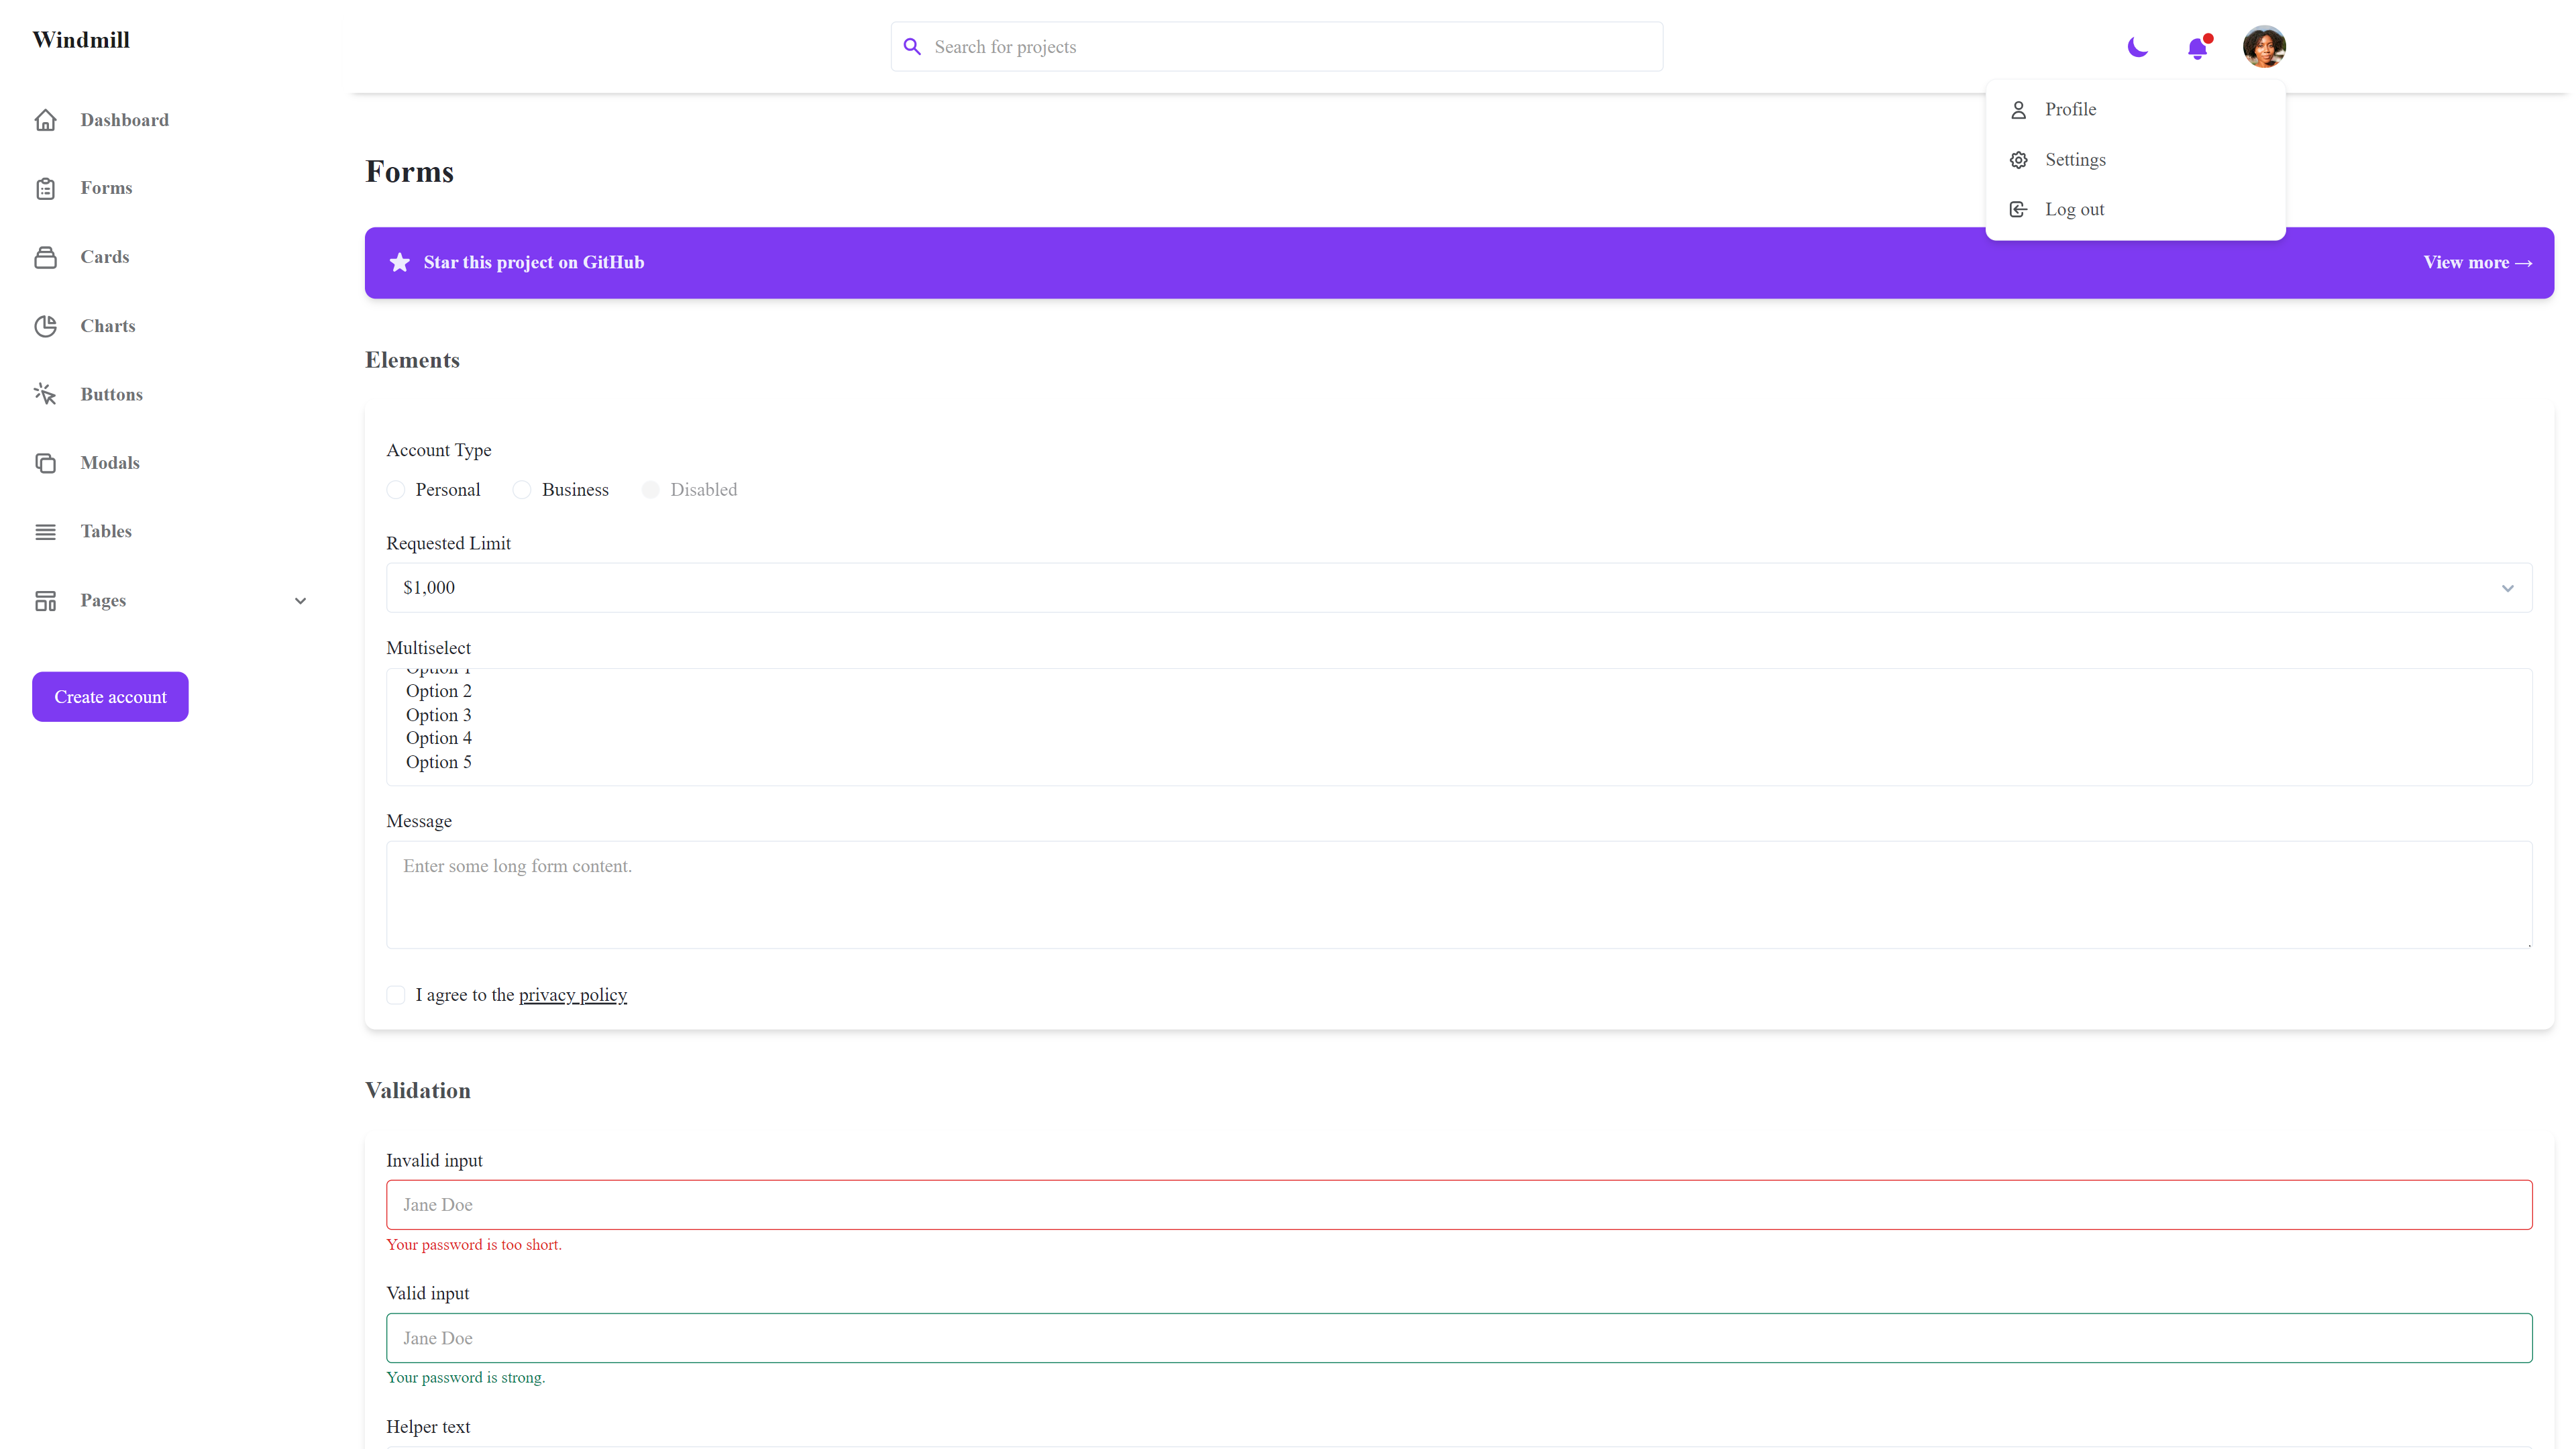 Windmill
Search for projects
Dashboard
Forms
Cards
Charts
Buttons
Modals
Tables
Pages
Create account
Profile
Settings
Log out
Forms
Star this project on GitHub
View more →
Elements
Account Type
Personal
Business
Disabled
Requested Limit
$1,000
Multiselect
Option 1
Option 2
Option 3
Option 4
Option 5
Message
Enter some long form content.
I agree to the privacy policy
Validation
Invalid input
Jane Doe
Your password is too short.
Valid input
Jane Doe
Your password is strong.
Helper text